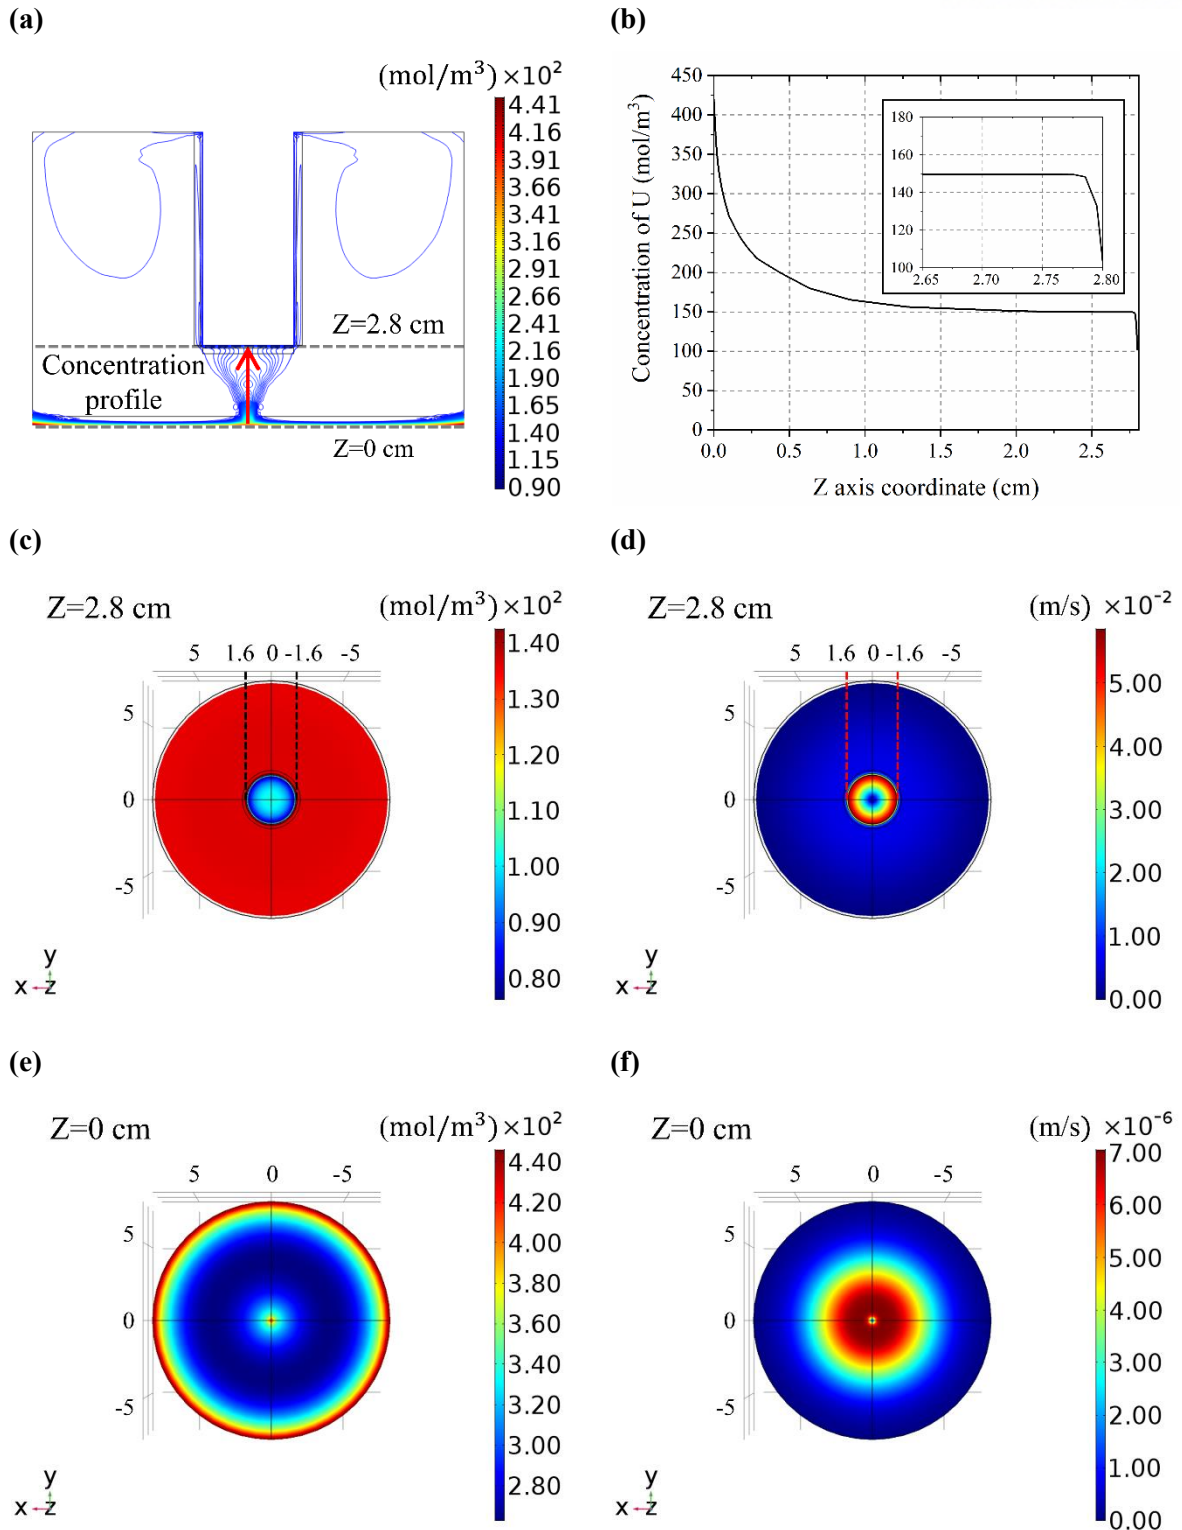 (a)
(mol/m³) ×10²
4.41
4.16
3.91
3.66
3.41
3.16
2.91
2.66
2.41
2.16
1.90
1.65
1.40
1.15
0.90
Z=2.8 cm
Concentration
profile
Z=0 cm
(b)
Concentration of U (mol/m³)
450
400
350
300
250
200
150
100
50
0
0.0 0.5 1.0 1.5 2.0 2.5
Z axis coordinate (cm)
180
160
140
120
100
2.65 2.70 2.75 2.80
(c)
Z=2.8 cm
(mol/m³) ×10²
5 1.6 0 -1.6 -5
5
0
-5
1.40
1.30
1.20
1.10
1.00
0.90
0.80
y
x z
(d)
Z=2.8 cm
(m/s) ×10⁻²
5 1.6 0 -1.6 -5
5
0
-5
5.00
4.00
3.00
2.00
1.00
0.00
y
x z
(e)
Z=0 cm
(mol/m³) ×10²
5 0 -5
5
0
-5
4.40
4.20
4.00
3.80
3.60
3.40
3.20
3.00
2.80
y
x z
(f)
Z=0 cm
(m/s) ×10⁻⁶
5 0 -5
5
0
-5
7.00
6.00
5.00
4.00
3.00
2.00
1.00
0.00
y
x z